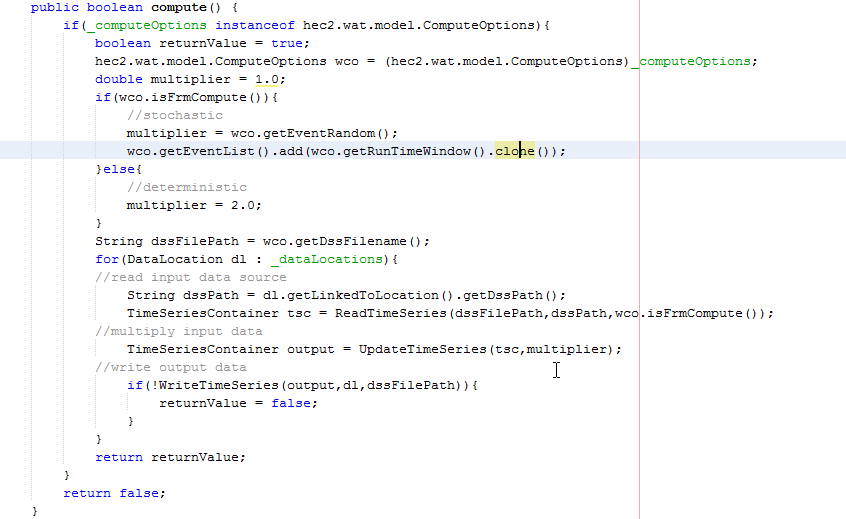 public boolean compute() {
if(_computeOptions instanceof hec2.wat.model.ComputeOptions){
boolean returnValue = true;
hec2.wat.model.ComputeOptions wco = (hec2.wat.model.ComputeOptions)_computeOptions;
double multiplier = 1.0;
if(wco.isFrmCompute()){
//stochastic
multiplier = wco.getEventRandom();
wco.getEventList().add(wco.getRunTimeWindow().clone());
}else{
//deterministic
multiplier = 2.0;
}
String dssFilePath = wco.getDssFilename();
for(DataLocation dl : _dataLocations){
//read input data source
String dssPath = dl.getLinkedToLocation().getDssPath();
TimeSeriesContainer tsc = ReadTimeSeries(dssFilePath,dssPath,wco.isFrmCompute());
//multiply input data
TimeSeriesContainer output = UpdateTimeSeries(tsc,multiplier);
//write output data
if(!WriteTimeSeries(output,dl,dssFilePath)){
returnValue = false;
}
}
return returnValue;
}
return false;
}